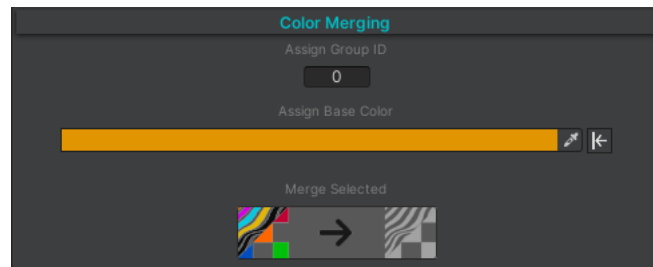 Color Merging
Assign Group ID
0
Assign Base Color
Merge Selected